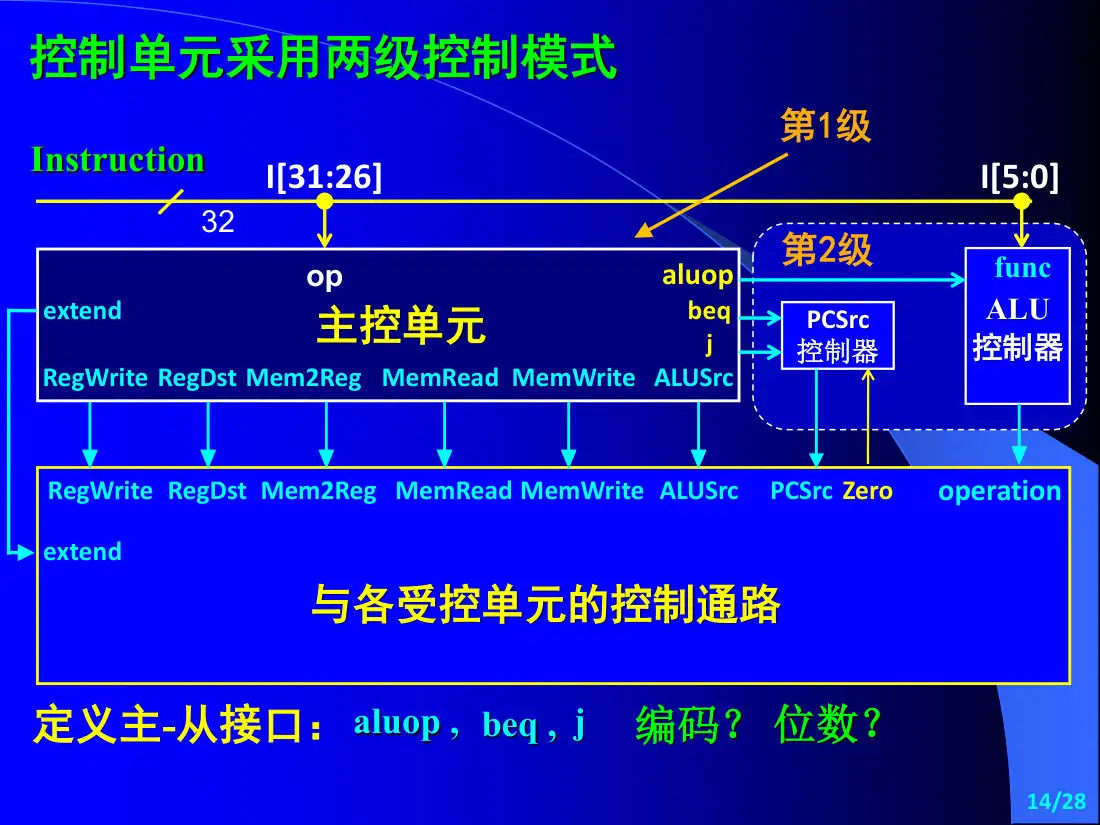 控制单元采用两级控制模式
第1级
Instruction
I[31:26]
I[5:0]
32
第2级
op
aluop
func
extend
主控单元
beq
PCSrc
ALU
j
控制器
控制器
RegWrite RegDst Mem2Reg MemRead MemWrite ALUSrc
RegWrite RegDst Mem2Reg MemRead MemWrite ALUSrc PCSrc Zero operation
extend
与各受控单元的控制通路
定义主-从接口： aluop , beq , j 编码？ 位数？
14/28